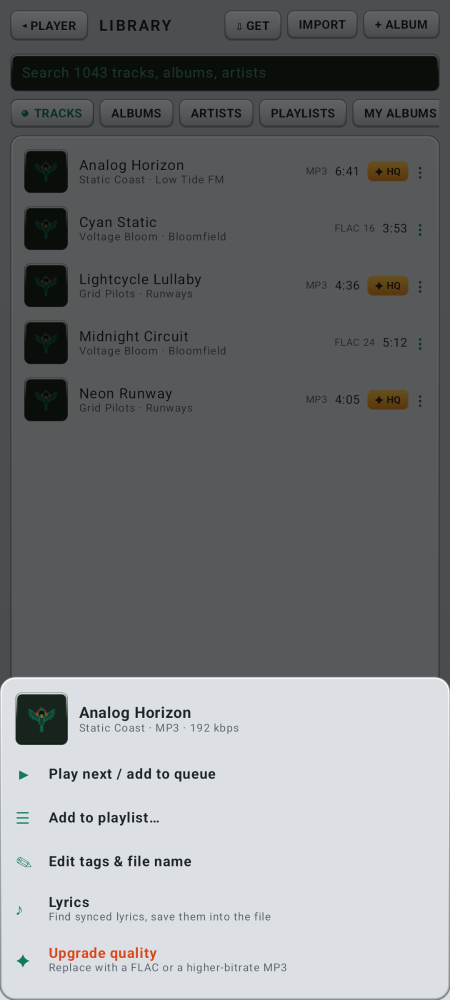 ◂ PLAYER LIBRARY ⇩ GET IMPORT + ALBUM
Search 1043 tracks, albums, artists
TRACKS ALBUMS ARTISTS PLAYLISTS MY ALBUMS
Analog Horizon
Static Coast · Low Tide FM
MP3 6:41 ✦ HQ
Cyan Static
Voltage Bloom · Bloomfield
FLAC 16 3:53
Lightcycle Lullaby
Grid Pilots · Runways
MP3 4:36 ✦ HQ
Midnight Circuit
Voltage Bloom · Bloomfield
FLAC 24 5:12
Neon Runway
Grid Pilots · Runways
MP3 4:05 ✦ HQ
Analog Horizon
Static Coast · MP3 · 192 kbps
Play next / add to queue
Add to playlist…
Edit tags & file name
Lyrics
Find synced lyrics, save them into the file
Upgrade quality
Replace with a FLAC or a higher-bitrate MP3